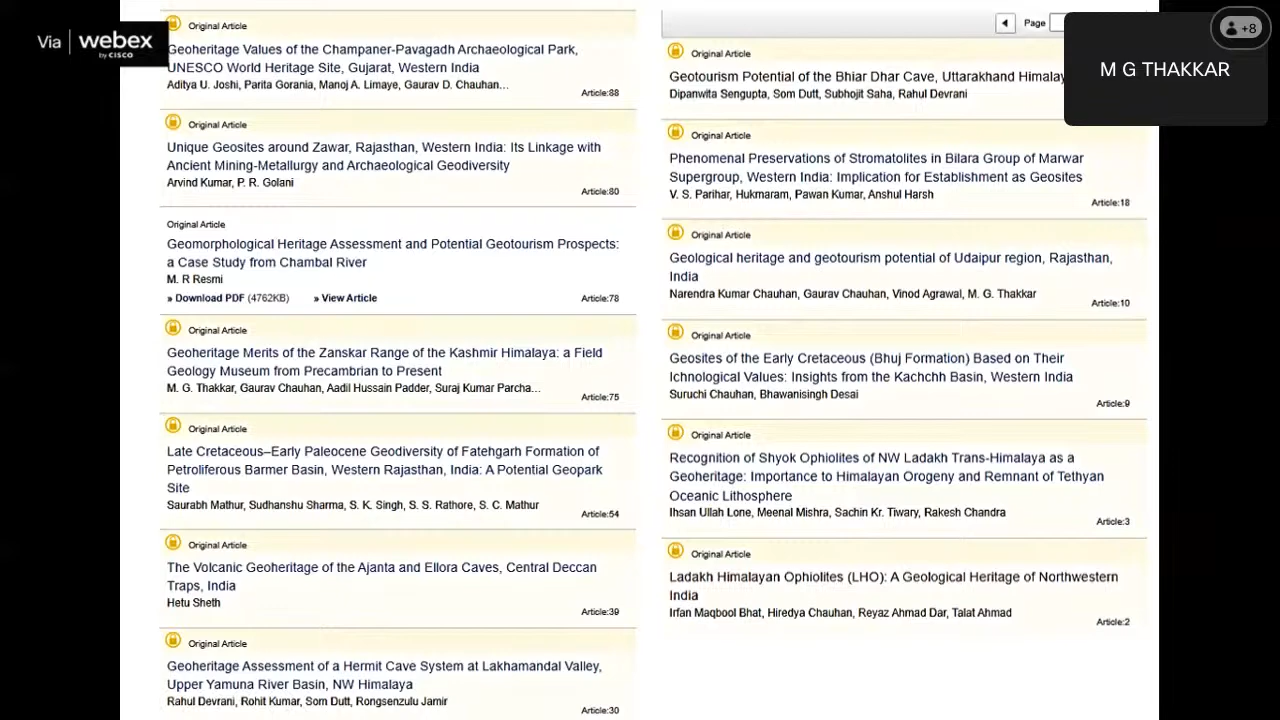 Via | webex
by CISCO
Original Article
Geoheritage Values of the Champaner-Pavagadh Archaeological Park,
UNESCO World Heritage Site, Gujarat, Western India
Aditya U. Joshi, Parita Gorania, Manoj A. Limaye, Gaurav D. Chauhan...
Article:88
Original Article
Unique Geosites around Zawar, Rajasthan, Western India: Its Linkage with
Ancient Mining-Metallurgy and Archaeological Geodiversity
Arvind Kumar, P. R. Golani
Article:80
Original Article
Geomorphological Heritage Assessment and Potential Geotourism Prospects:
a Case Study from Chambal River
M. R Resmi
» Download PDF (4762KB) » View Article
Article:78
Original Article
Geoheritage Merits of the Zanskar Range of the Kashmir Himalaya: a Field
Geology Museum from Precambrian to Present
M. G. Thakkar, Gaurav Chauhan, Aadil Hussain Padder, Suraj Kumar Parcha...
Article:75
Original Article
Late Cretaceous–Early Paleocene Geodiversity of Fatehgarh Formation of
Petroliferous Barmer Basin, Western Rajasthan, India: A Potential Geopark
Site
Saurabh Mathur, Sudhanshu Sharma, S. K. Singh, S. S. Rathore, S. C. Mathur
Article:54
Original Article
The Volcanic Geoheritage of the Ajanta and Ellora Caves, Central Deccan
Traps, India
Hetu Sheth
Article:39
Original Article
Geoheritage Assessment of a Hermit Cave System at Lakhamandal Valley,
Upper Yamuna River Basin, NW Himalaya
Rahul Devrani, Rohit Kumar, Som Dutt, Rongsenzulu Jamir
Article:30
Page
Original Article
Geotourism Potential of the Bhiar Dhar Cave, Uttarakhand
Dipanwita Sengupta, Som Dutt, Subhojit Saha, Rahul Devrani
Original Article
Phenomenal Preservations of Stromatolites in Bilara Group of Marwar
Supergroup, Western India: Implication for Establishment as Geosites
V. S. Parihar, Hukmaram, Pawan Kumar, Anshul Harsh
Article:18
Original Article
Geological heritage and geotourism potential of Udaipur region, Rajasthan,
India
Narendra Kumar Chauhan, Gaurav Chauhan, Vinod Agrawal, M. G. Thakkar
Article:10
Original Article
Geosites of the Early Cretaceous (Bhuj Formation) Based on Their
Ichnological Values: Insights from the Kachchh Basin, Western India
Suruchi Chauhan, Bhawanisingh Desai
Article:9
Original Article
Recognition of Shyok Ophiolites of NW Ladakh Trans-Himalaya as a
Geoheritage: Importance to Himalayan Orogeny and Remnant of Tethyan
Oceanic Lithosphere
Ihsan Ullah Lone, Meenal Mishra, Sachin Kr. Tiwary, Rakesh Chandra
Article:3
Original Article
Ladakh Himalayan Ophiolites (LHO): A Geological Heritage of Northwestern
India
Irfan Maqbool Bhat, Hiredya Chauhan, Reyaz Ahmad Dar, Talat Ahmad
Article:2
+8
M G THAKKAR